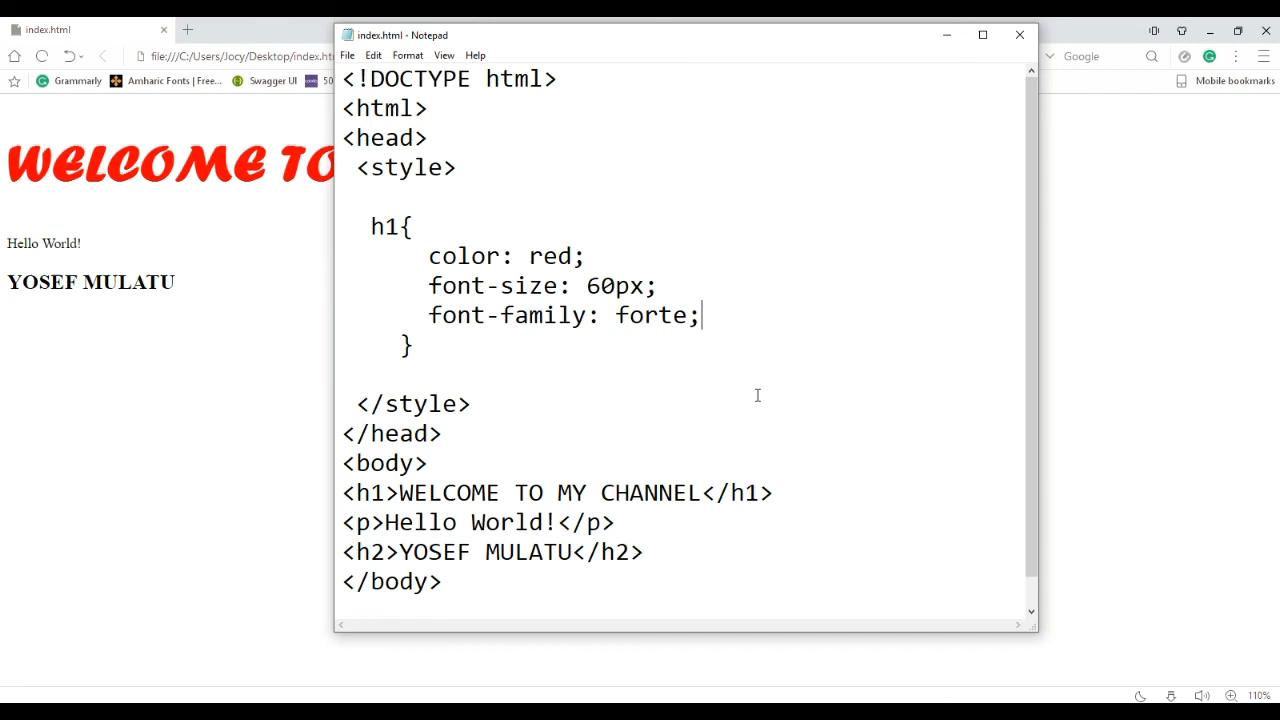 index.html
file:///C:/Users/Jocy/Desktop/index.ht
Google
Grammarly
Amharic Fonts | Free...
Swagger UI
50
Mobile bookmarks
WELCOME TO
Hello World!
YOSEF MULATU
index.html - Notepad
File Edit Format View Help
<!DOCTYPE html>
<html>
<head>
<style>
h1{
color: red;
font-size: 60px;
font-family: forte;
}
</style>
</head>
<body>
<h1>WELCOME TO MY CHANNEL</h1>
<p>Hello World!</p>
<h2>YOSEF MULATU</h2>
</body>
110%